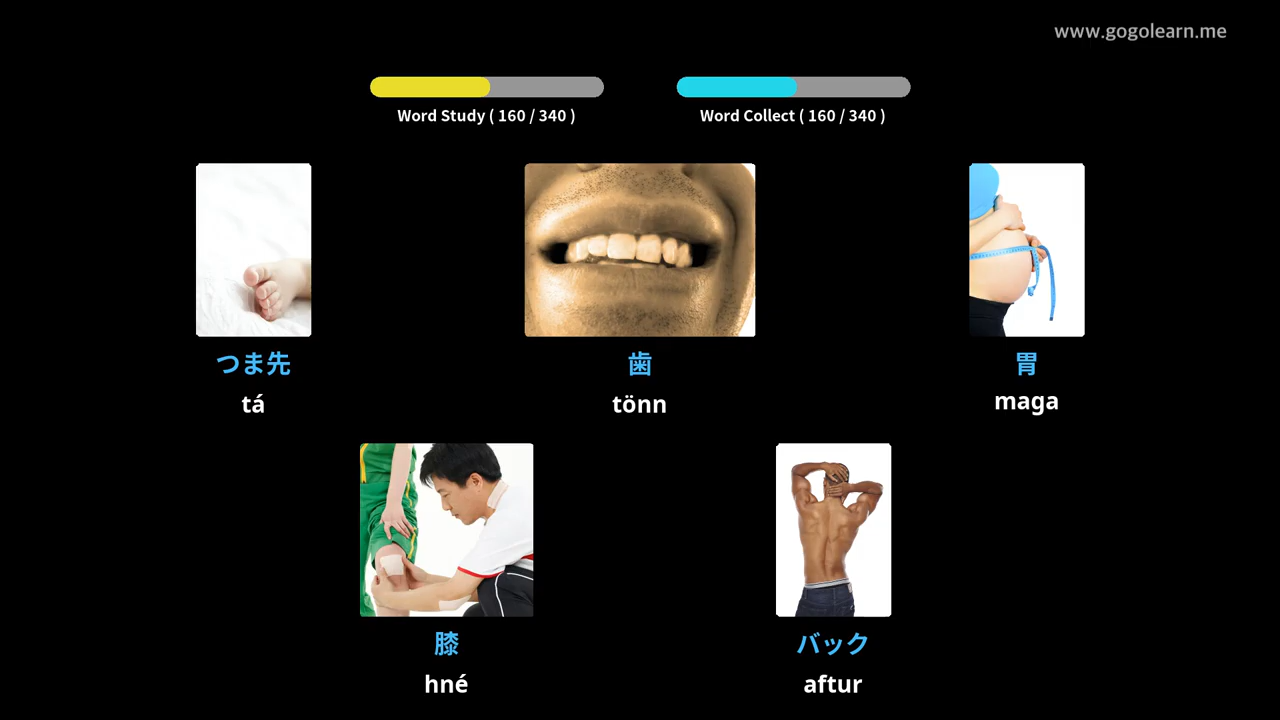 www.gogolearn.me
Word Study ( 160 / 340 )
Word Collect ( 160 / 340 )
つま先
tá
歯
tönn
胃
maga
膝
hné
バック
aftur